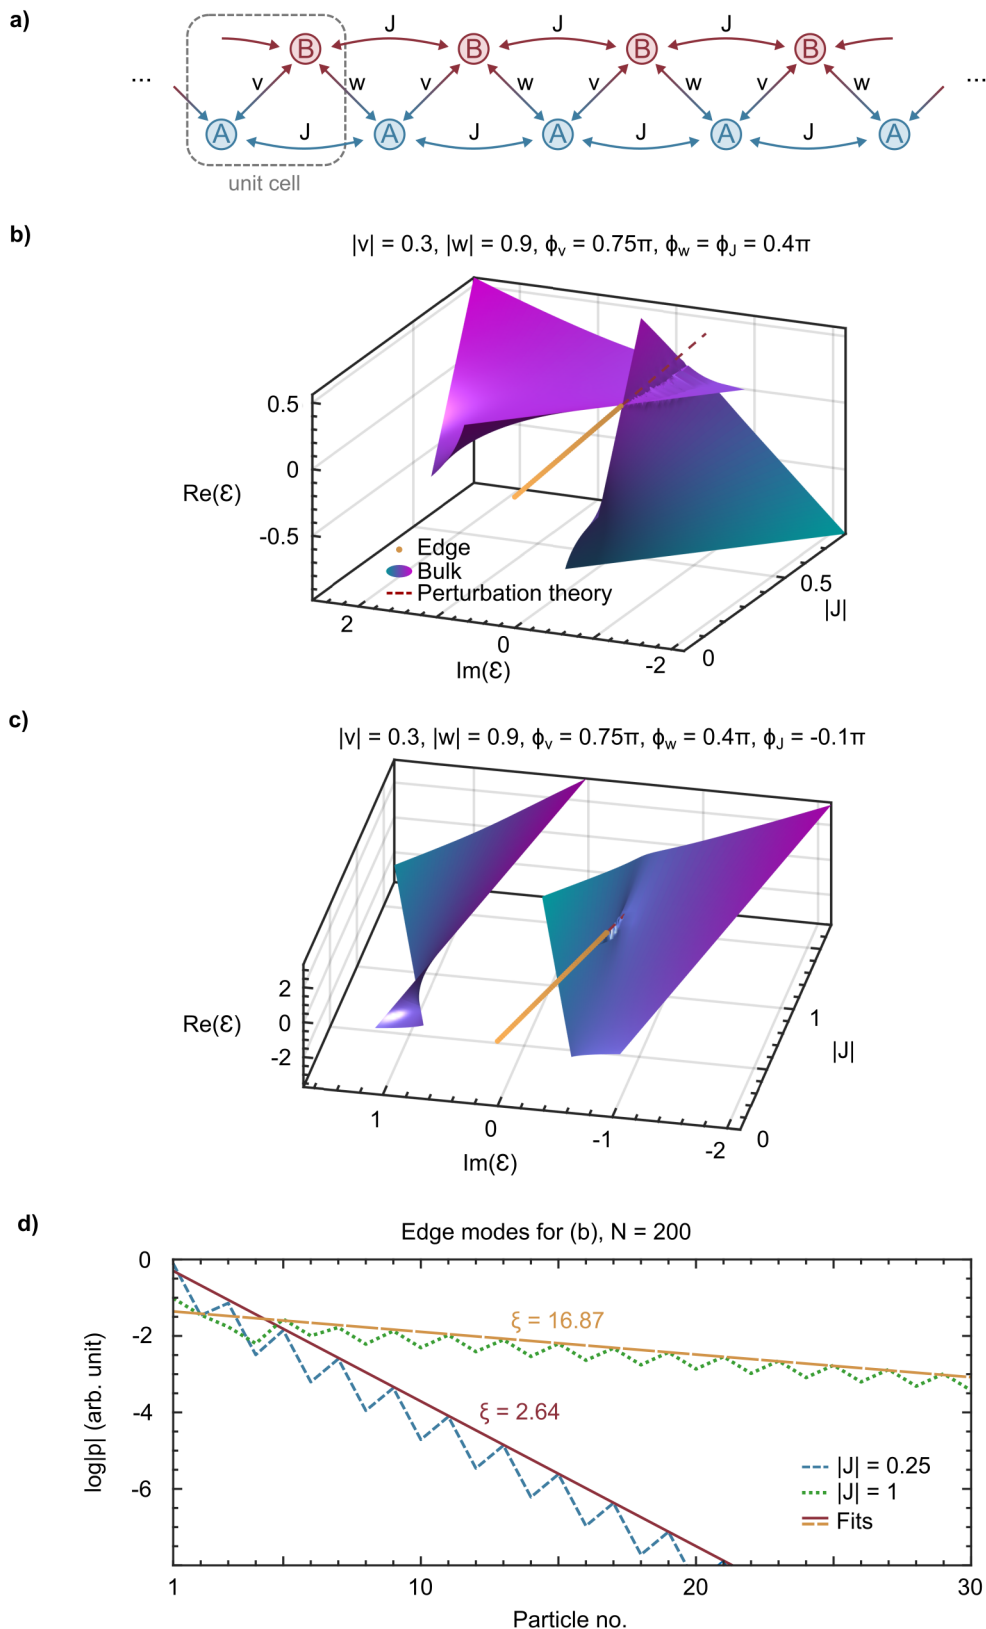 a)
J J J
B B B B
... v w v w v w v w ...
A J A J A J A J A
unit cell
b)
|v| = 0.3, |w| = 0.9, ϕv = 0.75π, ϕw = ϕJ = 0.4π
0.5
0
Re(Ɛ)
-0.5
Edge
Bulk
Perturbation theory
0.5
|J|
2
0
-2
0
Im(Ɛ)
c)
|v| = 0.3, |w| = 0.9, ϕv = 0.75π, ϕw = 0.4π, ϕJ = -0.1π
2
Re(Ɛ)
0
-2
1
|J|
1
0
-1
-2
0
Im(Ɛ)
d)
Edge modes for (b), N = 200
0
-2
-4
-6
log|p| (arb. unit)
ξ = 16.87
ξ = 2.64
|J| = 0.25
|J| = 1
Fits
1 10 20 30
Particle no.